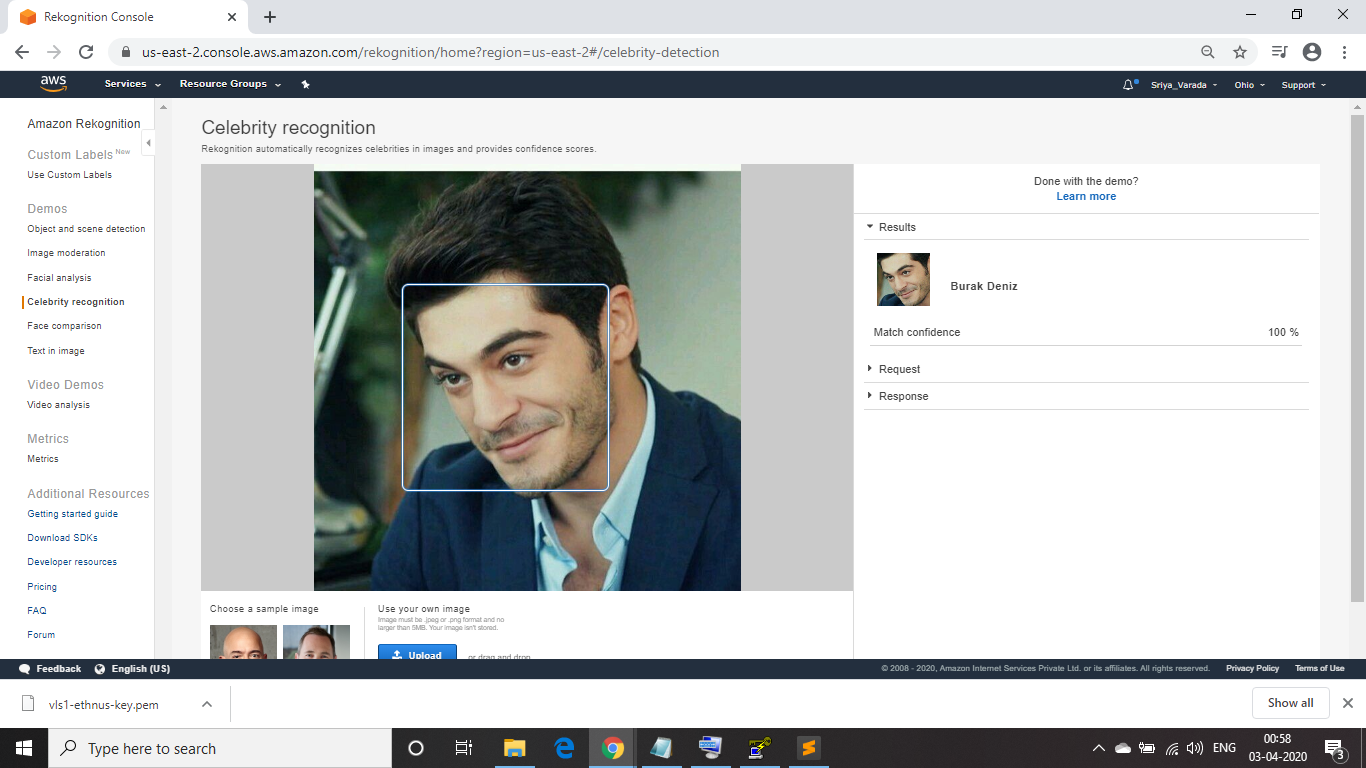 Rekognition Console
us-east-2.console.aws.amazon.com/rekognition/home?region=us-east-2#/celebrity-detection
aws Services Resource Groups Sriya_Varada Ohio Support
Amazon Rekognition
Custom Labels New
Use Custom Labels
Demos
Object and scene detection
Image moderation
Facial analysis
Celebrity recognition
Face comparison
Text in image
Video Demos
Video analysis
Metrics
Metrics
Additional Resources
Getting started guide
Download SDKs
Developer resources
Pricing
FAQ
Forum
Celebrity recognition
Rekognition automatically recognizes celebrities in images and provides confidence scores.
Done with the demo?
Learn more
Results
Burak Deniz
Match confidence 100 %
Request
Response
Choose a sample image
Use your own image
Image must be .jpeg or .png format and no
larger than 5MB. Your image isn't stored.
Upload or drag and drop
Feedback English (US) © 2008 - 2020, Amazon Internet Services Private Ltd. or its affiliates. All rights reserved. Privacy Policy Terms of Use
vls1-ethnus-key.pem Show all
Type here to search
ENG
00:58
03-04-2020
3